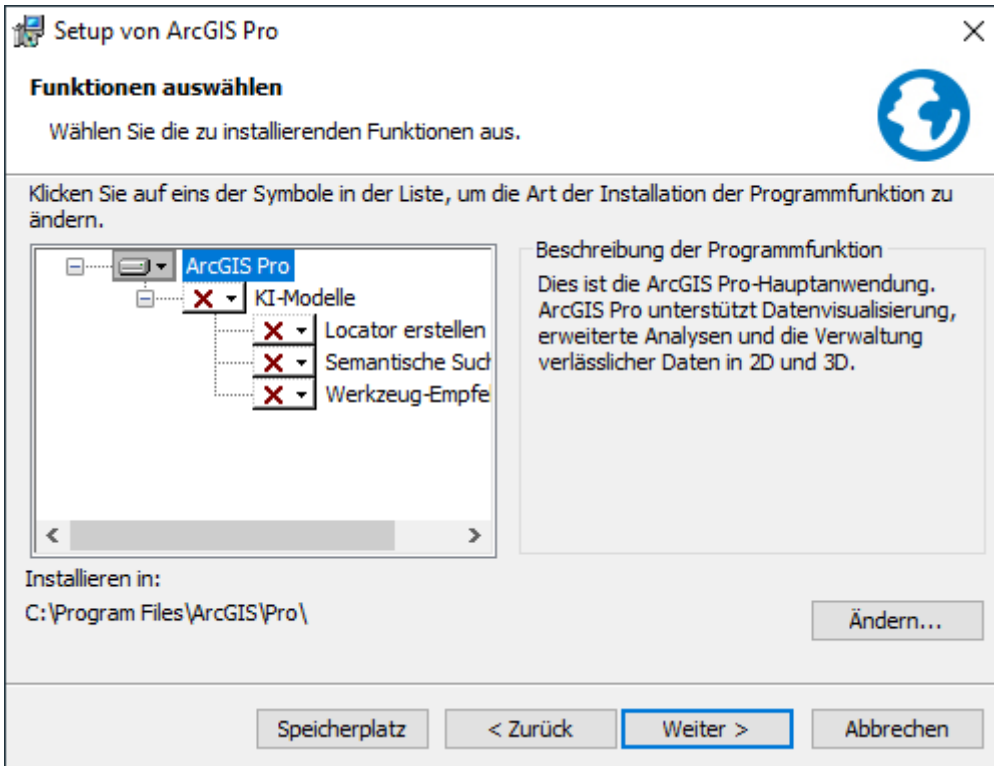 Setup von ArcGIS Pro
Funktionen auswählen
Wählen Sie die zu installierenden Funktionen aus.
Klicken Sie auf eins der Symbole in der Liste, um die Art der Installation der Programmfunktion zu
ändern.
ArcGIS Pro
KI-Modelle
Locator erstellen
Semantische Such
Werkzeug-Empfel
Beschreibung der Programmfunktion
Dies ist die ArcGIS Pro-Hauptanwendung.
ArcGIS Pro unterstützt Datenvisualisierung,
erweiterte Analysen und die Verwaltung
verlässlicher Daten in 2D und 3D.
Installieren in:
C:\Program Files\ArcGIS\Pro\
Ändern...
Speicherplatz
< Zurück
Weiter >
Abbrechen